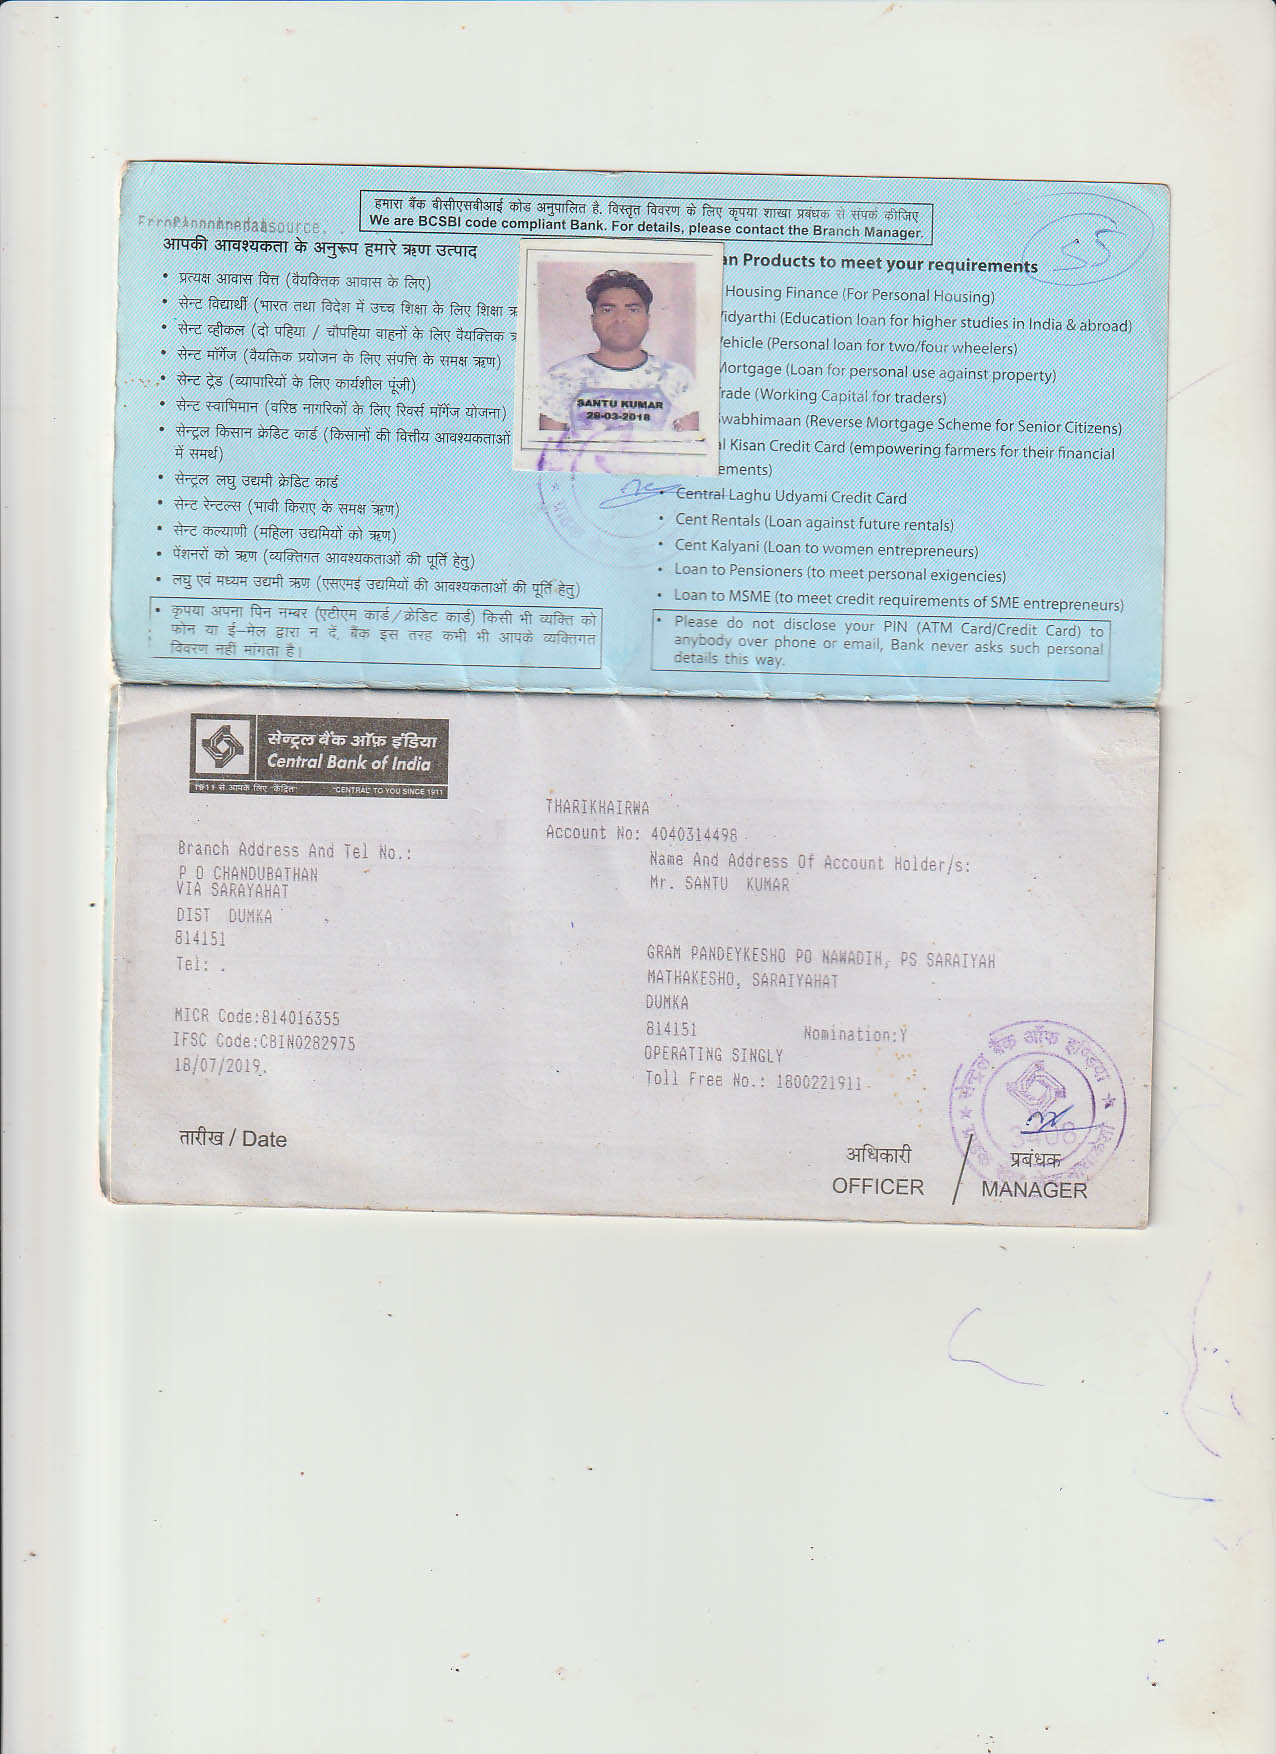 हमारा बैंक बीसीएसबीआई कोड अनुपालित है. विस्तृत विवरण के लिए कृपया शाखा प्रबंधक से संपर्क कीजिए
We are BCSBI code compliant Bank. For details, please contact the Branch Manager.
55
आपकी आवश्यकता के अनुरूप हमारे ऋण उत्पाद
• प्रत्यक्ष आवास वित्त (वैयक्तिक आवास के लिए)
• सेन्ट विद्यार्थी (भारत तथा विदेश में उच्च शिक्षा के लिए शिक्षा
• सेन्ट व्हीकल (दो पहिया / चौपहिया वाहनों के लिए वैयक्तिक
• सेन्ट मॉर्गेज (वैयक्तिक प्रयोजन के लिए संपत्ति के समक्ष ऋण)
• सेन्ट ट्रेड (व्यापारियों के लिए कार्यशील पूंजी)
• सेन्ट स्वाभिमान (वरिष्ठ नागरिकों के लिए रिवर्स मॉर्गेज योजना)
• सेन्ट्रल किसान क्रेडिट कार्ड (किसानों की वित्तीय आवश्यकताओं
में समर्थ)
• सेन्ट्रल लघु उद्यमी क्रेडिट कार्ड
• सेन्ट रेन्टल्स (भावी किराए के समक्ष ऋण)
• सेन्ट कल्याणी (महिला उद्यमियों को ऋण)
• पेंशनरों को ऋण (व्यक्तिगत आवश्यकताओं की पूर्ति हेतु)
• लघु एवं मध्यम उद्यमी ऋण (एसएमई उद्यमियों की आवश्यकताओं की पूर्ति हेतु)
• कृपया अपना पिन नम्बर (एटीएम कार्ड/क्रेडिट कार्ड) किसी भी व्यक्ति को
फोन या ई-मेल द्वारा न दें, बैंक इस तरह कभी भी आपके व्यक्तिगत
विवरण नहीं मांगता है।
SANTU KUMAR
29-03-2018
an Products to meet your requirements
Housing Finance (For Personal Housing)
idyarthi (Education loan for higher studies in India & abroad)
ehicle (Personal loan for two/four wheelers)
Mortgage (Loan for personal use against property)
rade (Working Capital for traders)
wabhimaan (Reverse Mortgage Scheme for Senior Citizens)
l Kisan Credit Card (empowering farmers for their financial
ements)
• Central Laghu Udyami Credit Card
• Cent Rentals (Loan against future rentals)
• Cent Kalyani (Loan to women entrepreneurs)
• Loan to Pensioners (to meet personal exigencies)
• Loan to MSME (to meet credit requirements of SME entrepreneurs)
• Please do not disclose your PIN (ATM Card/Credit Card) to
anybody over phone or email, Bank never asks such personal
details this way.
सेन्ट्रल बैंक ऑफ़ इंडिया
Central Bank of India
1911 से आपके लिए "केंद्रित" "CENTRAL" TO YOU SINCE 1911
Branch Address And Tel No.:
P O CHANDUBATHAN
VIA SARAYAHAT
DIST DUMKA
814151
Tel: .
MICR Code:814016355
IFSC Code:CBIN0282975
18/07/2019.
तारीख / Date
THARIKHAIRWA
Account No: 4040314498
Name And Address Of Account Holder/s:
Mr. SANTU KUMAR
GRAM PANDEYKESHO PO NAWADIH, PS SARAIYAH
MATHAKESHO, SARAIYAHAT
DUMKA
814151 Nomination:Y
OPERATING SINGLY
Toll Free No.: 1800221911
सेन्ट्रल बैंक ऑफ इण्डिया
3408
अधिकारी / प्रबंधक
OFFICER / MANAGER